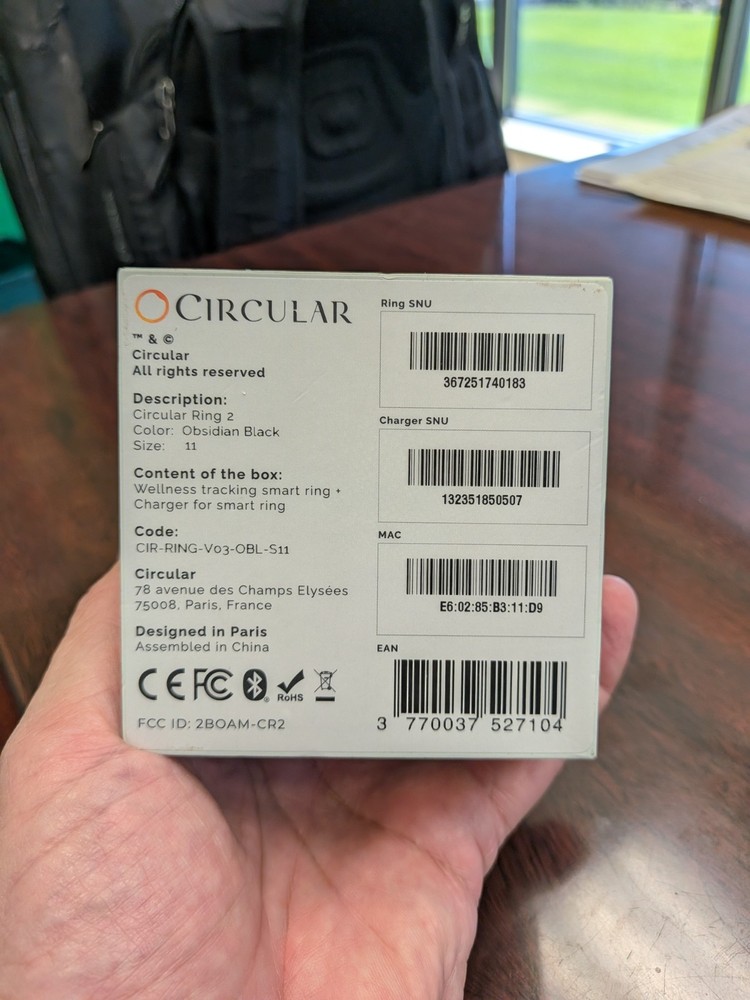 CIRCULAR
™ & ©
Circular
All rights reserved
Description:
Circular Ring 2
Color: Obsidian Black
Size: 11
Content of the box:
Wellness tracking smart ring +
Charger for smart ring
Code:
CIR-RING-V03-OBL-S11
Circular
78 avenue des Champs Elysées
75008, Paris, France
Designed in Paris
Assembled in China
CE FC RoHS
FCC ID: 2BOAM-CR2
Ring SNU
367251740183
Charger SNU
132351850507
MAC
E6:02:85:B3:11:D9
EAN
3 770037 527104